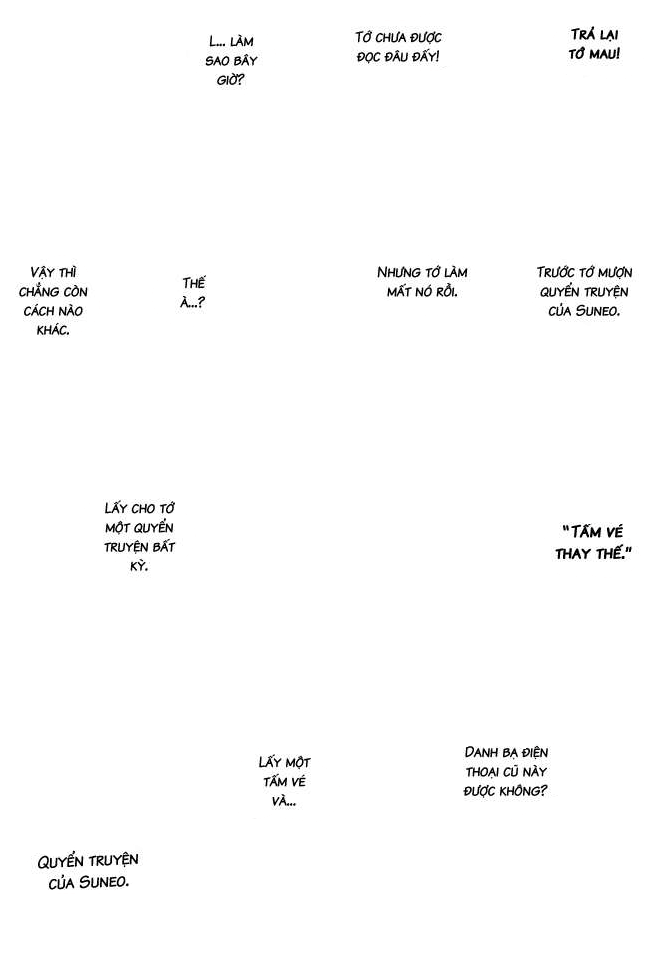 TRẢ LẠI
TỚ MAU!
TỚ CHƯA ĐƯỢC
ĐỌC ĐÂU ĐẤY!
L... LÀM
SAO BÂY
GIỜ?
TRƯỚC TỚ MƯỢN
QUYỂN TRUYỆN
CỦA SUNEO.
NHƯNG TỚ LÀM
MẤT NÓ RỒI.
THẾ
À...?
VẬY THÌ
CHẲNG CÒN
CÁCH NÀO
KHÁC.
"TẤM VÉ
THAY THẾ."
LẤY CHO TỚ
MỘT QUYỂN
TRUYỆN BẤT
KỲ.
DANH BẠ ĐIỆN
THOẠI CŨ NÀY
ĐƯỢC KHÔNG?
LẤY MỘT
TẤM VÉ
VÀ...
QUYỂN TRUYỆN
CỦA SUNEO.